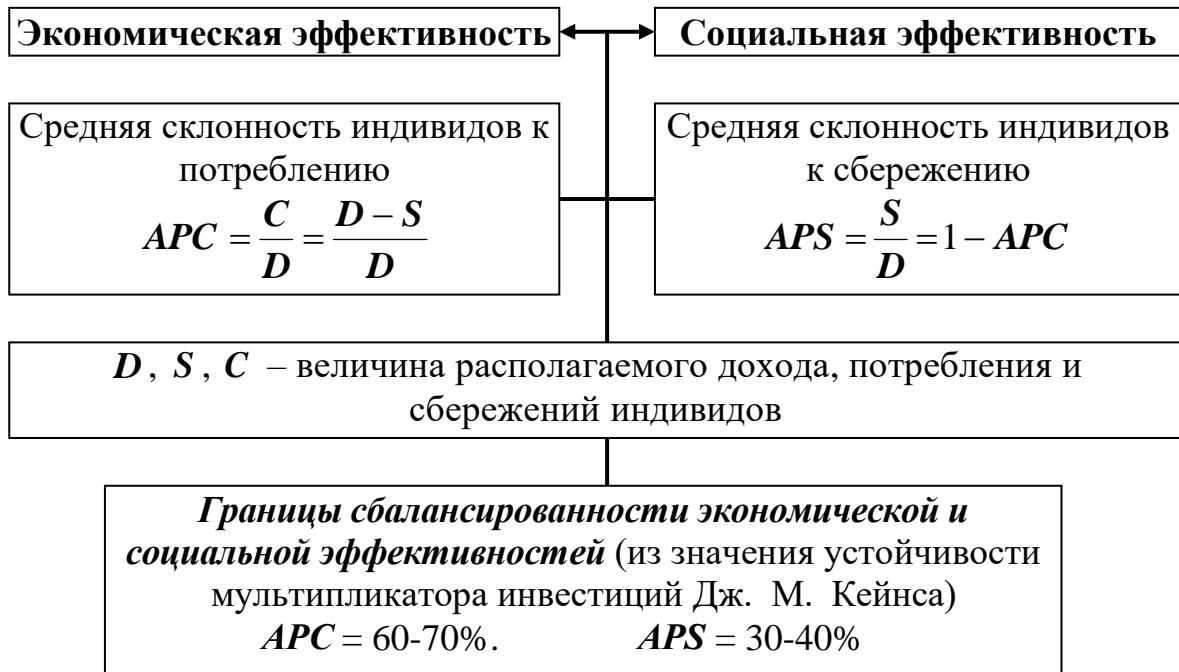 Экономическая эффективность
Социальная эффективность
Средняя склонность индивидов к
потреблению
APC = C/D = D − S/D
Средняя склонность индивидов
к сбережению
APS = S/D = 1 − APC
D , S , C – величина располагаемого дохода, потребления и
сбережений индивидов
Границы сбалансированности экономической и
социальной эффективностей (из значения устойчивости
мультипликатора инвестиций Дж. М. Кейнса)
APC = 60-70%. APS = 30-40%